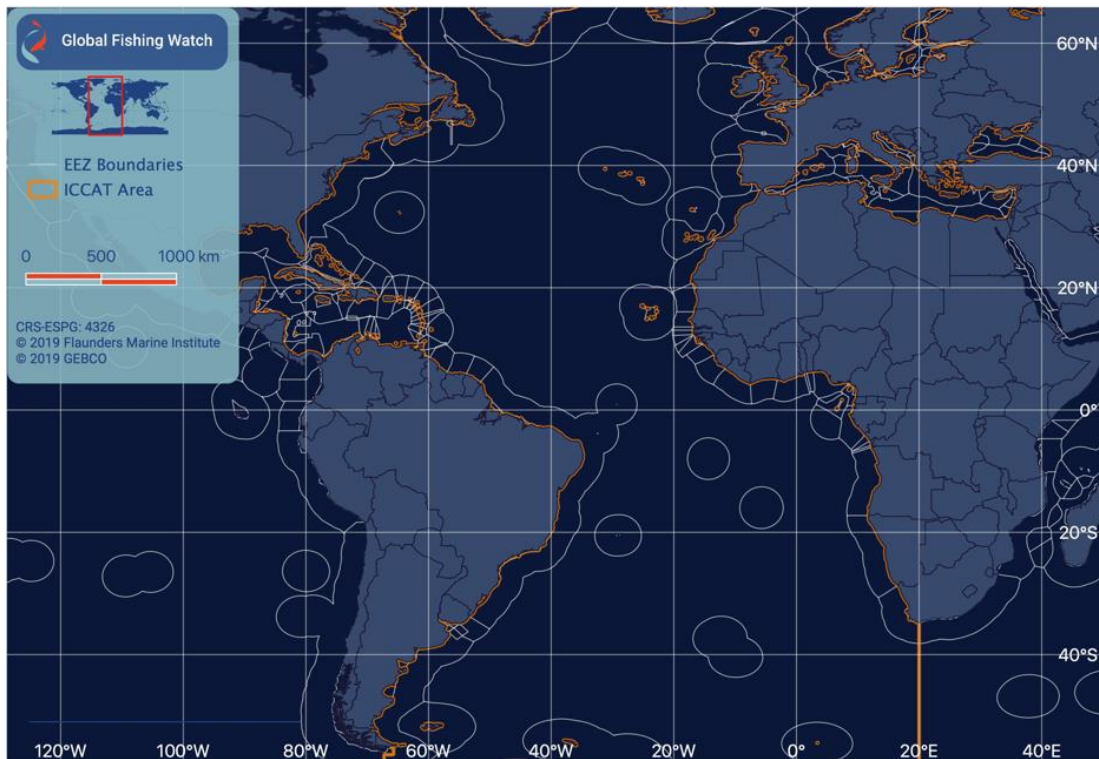 Global Fishing Watch
EEZ Boundaries
ICCAT Area
0 500 1000 km
CRS-ESPG: 4326
© 2019 Flaunders Marine Institute
© 2019 GEBCO
60°N
40°N
20°N
0°
20°S
40°S
120°W 100°W 80°W 60°W 40°W 20°W 0° 20°E 40°E